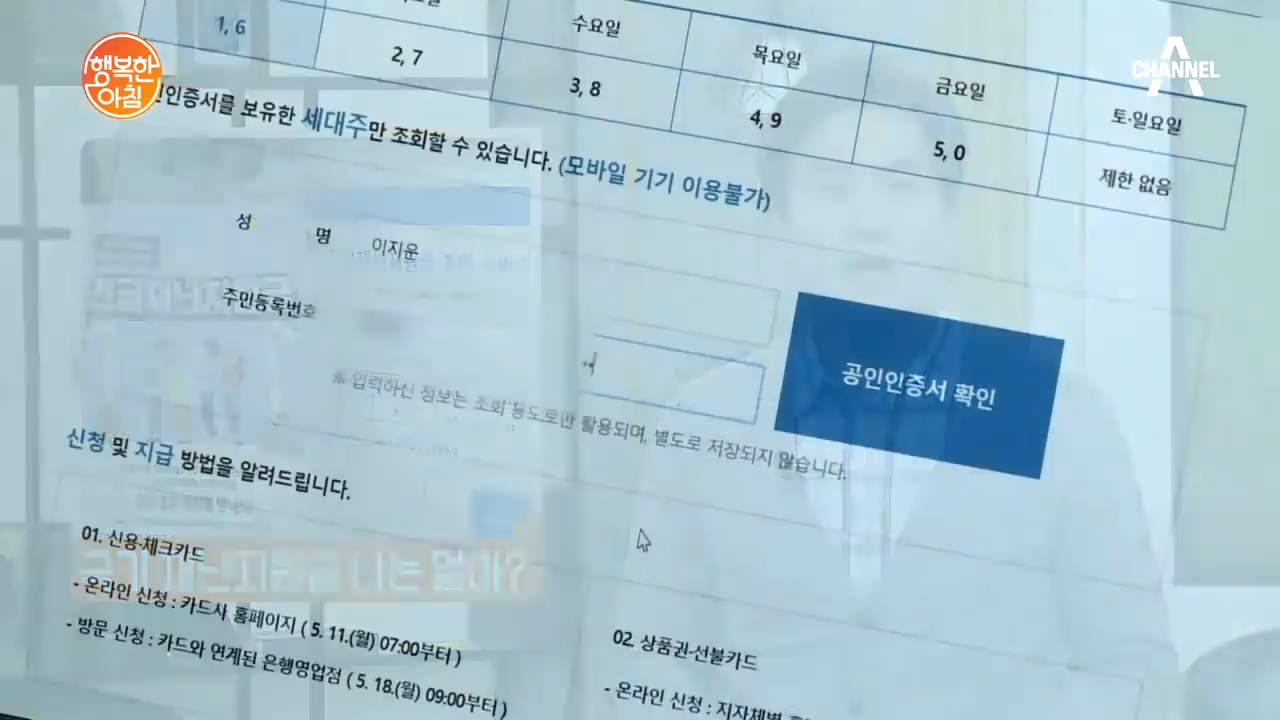 행복한
아침
CHANNEL A
1, 6
2, 7
수요일
3, 8
목요일
4, 9
금요일
5, 0
토·일요일
제한 없음
인증서를 보유한 세대주만 조회할 수 있습니다. (모바일 기기 이용불가)
성 명 이지운
주민등록번호
공인인증서 확인
※ 입력하신 정보는 조회 용도로만 활용되며, 별도로 저장되지 않습니다.
신청 및 지급 방법을 알려드립니다.
01. 신용·체크카드
- 온라인 신청 : 카드사 홈페이지 ( 5. 11.(월) 07:00부터 )
- 방문 신청 : 카드와 연계된 은행영업점 ( 5. 18.(월) 09:00부터 )
02. 상품권·선불카드
- 온라인 신청 : 지자체별